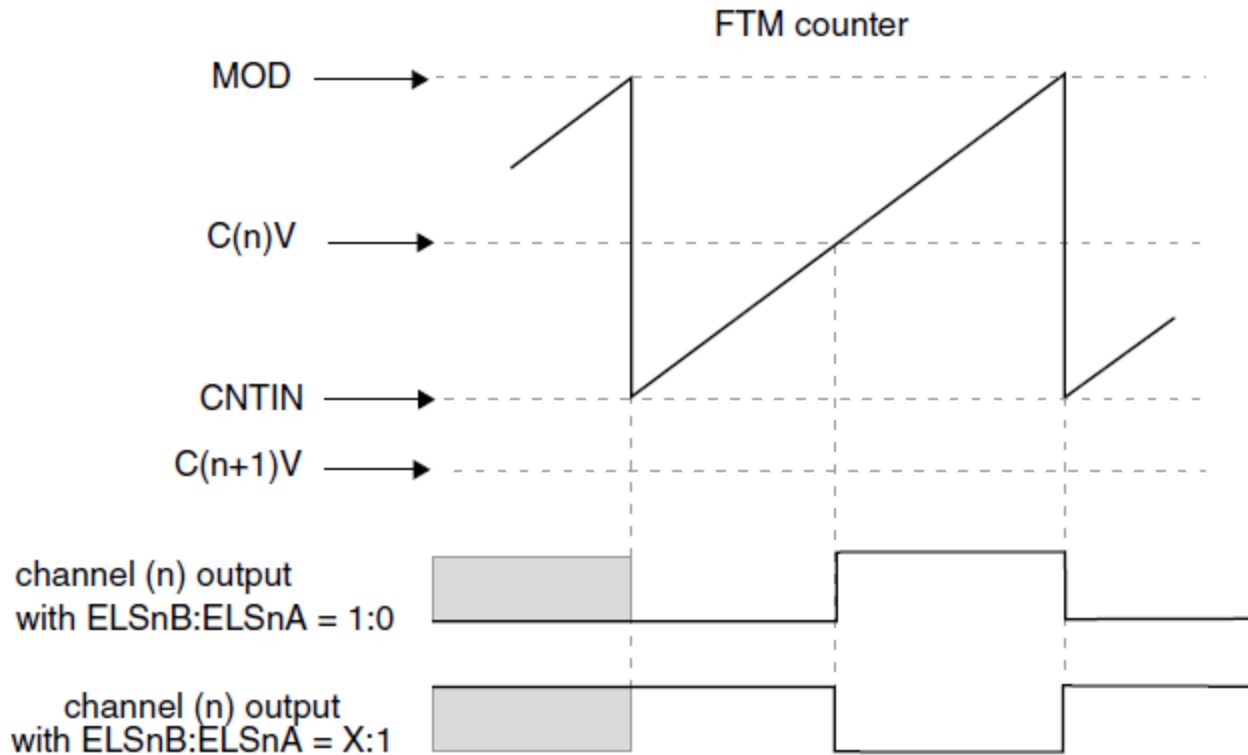 FTM counter
MOD
C(n)V
CNTIN
C(n+1)V
channel (n) output
with ELSnB:ELSnA = 1:0
channel (n) output
with ELSnB:ELSnA = X:1